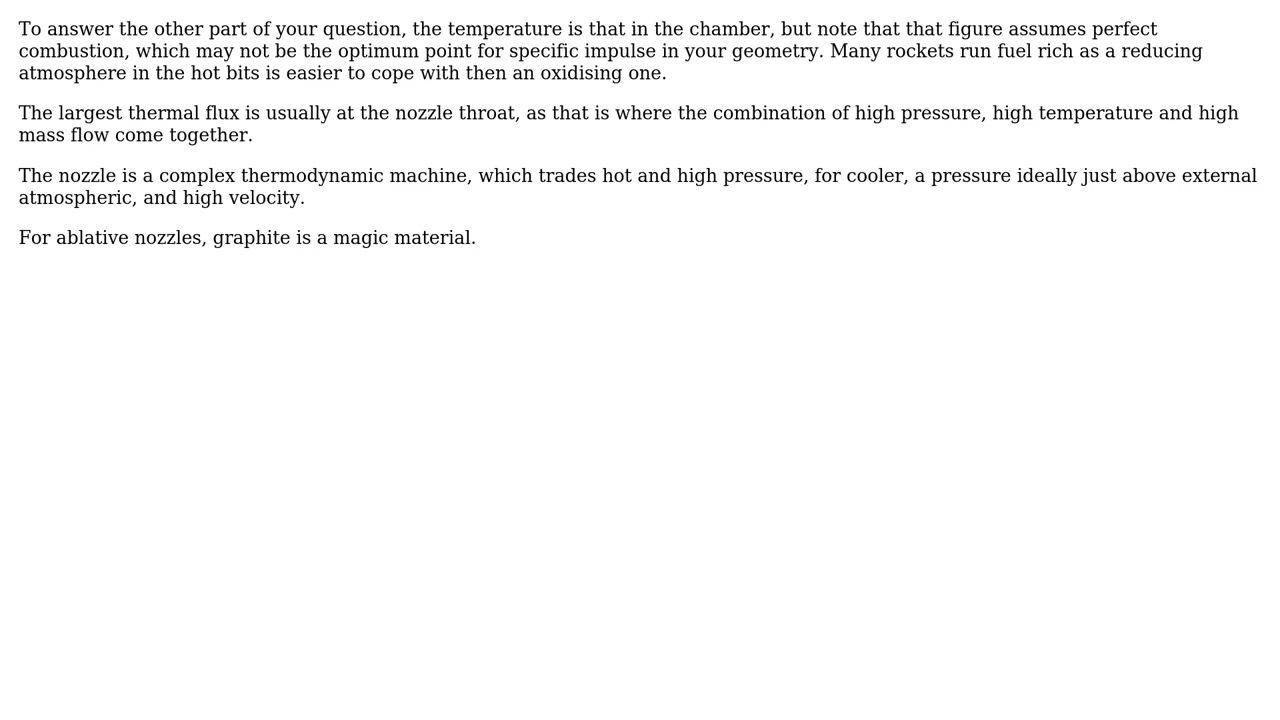 To answer the other part of your question, the temperature is that in the chamber, but note that that figure assumes perfect
combustion, which may not be the optimum point for specific impulse in your geometry. Many rockets run fuel rich as a reducing
atmosphere in the hot bits is easier to cope with then an oxidising one.
The largest thermal flux is usually at the nozzle throat, as that is where the combination of high pressure, high temperature and high
mass flow come together.
The nozzle is a complex thermodynamic machine, which trades hot and high pressure, for cooler, a pressure ideally just above external
atmospheric, and high velocity.
For ablative nozzles, graphite is a magic material.